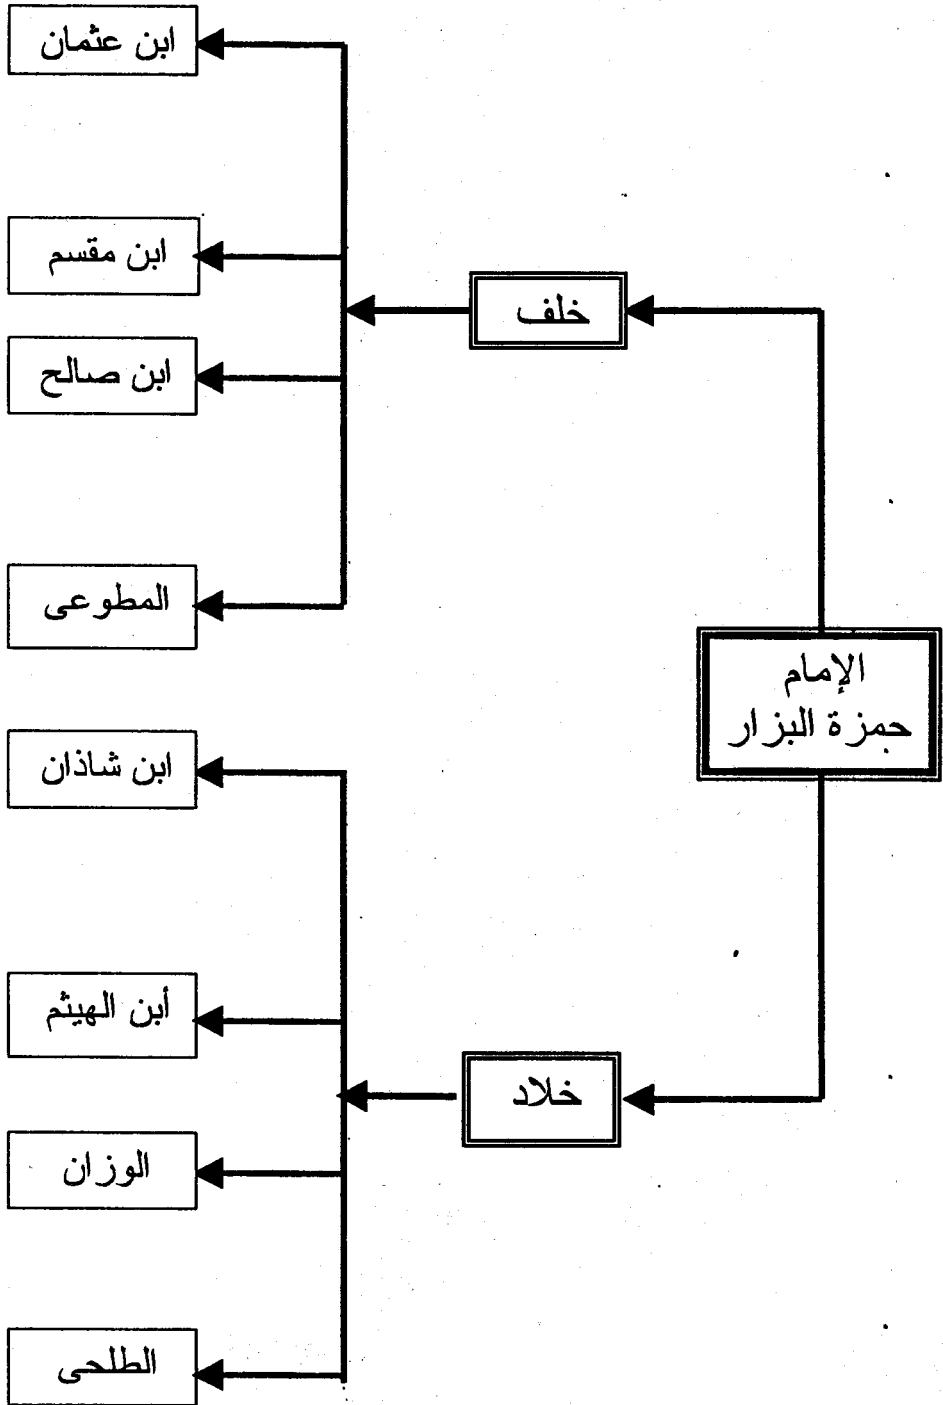 ابن عثمان
ابن مقسم
خلف
ابن صالح
المطوعى
الإمام
حمزة البزار
ابن شاذان
أبن الهيثم
خلاد
الوزان
الطلحى